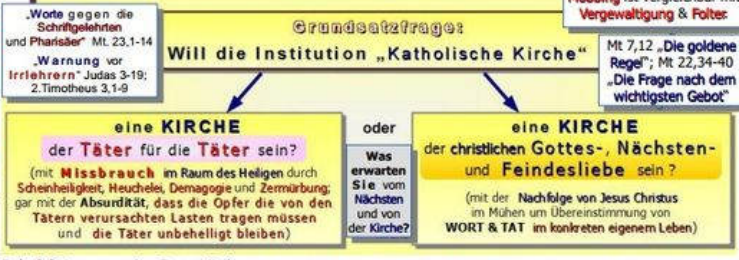 „Worte gegen die
Schriftgelehrten
und Pharisäer" Mt. 23,1-14
„Warnung vor
Irrlehrern" Judas 3-19;
2.Timotheus 3,1-9
Grundsatzfrage:
Will die Institution „Katholische Kirche"
Vergewaltigung & Folter
Mt 7,12 „Die goldene
Regel"; Mt 22,34-40
„Die Frage nach dem
wichtigsten Gebot"
eine KIRCHE
der Täter für die Täter sein?
(mit Missbrauch im Raum des Heiligen durch
Scheinheiligkeit, Heuchelei, Demagogie und Zermürbung;
gar mit der Absurdität, dass die Opfer die von den
Tätern verursachten Lasten tragen müssen
und die Täter unbehelligt bleiben)
oder
Was
erwarten
Sie vom
Nächsten
und von
der Kirche?
eine KIRCHE
der christlichen Gottes-, Nächsten-
und Feindesliebe sein ?
(mit der Nachfolge von Jesus Christus
im Mühen um Übereinstimmung von
WORT & TAT im konkreten eigenem Leben)